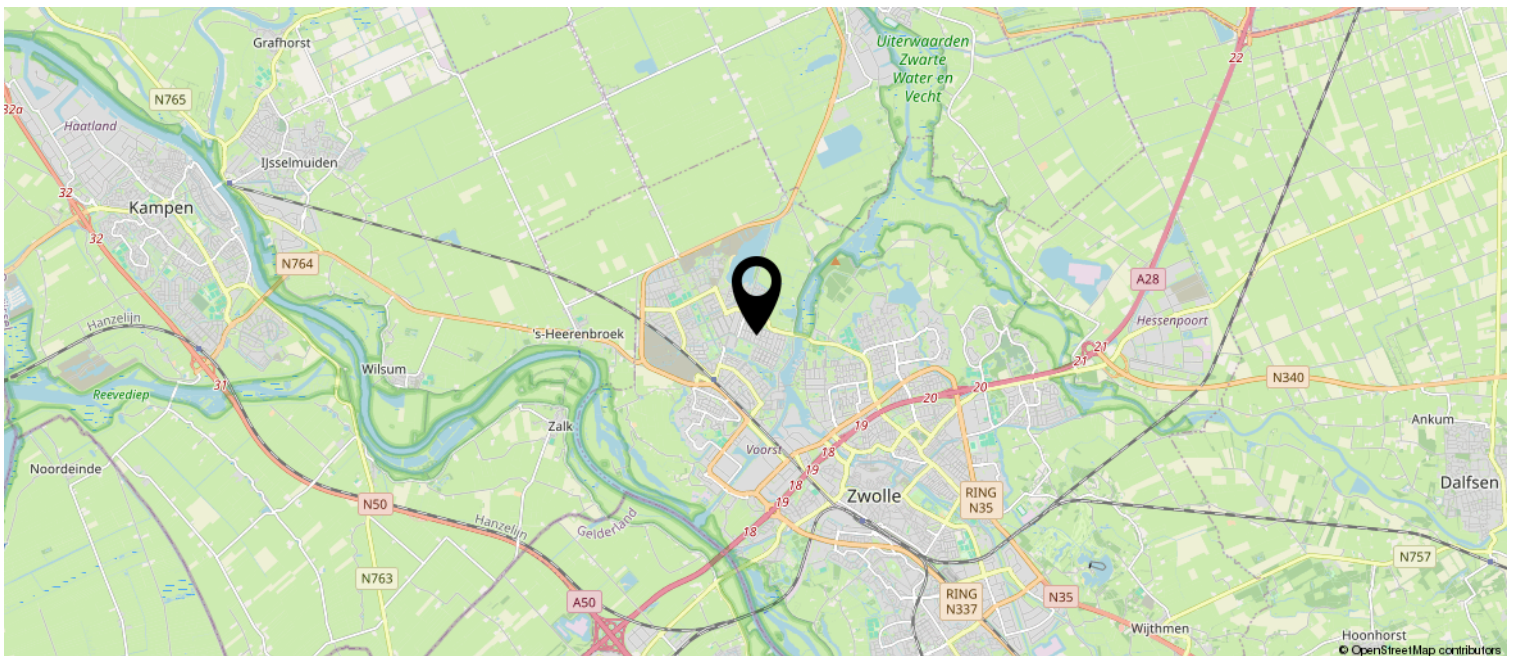 Grafhorst
Uiterwaarden
Zwarte
Water en
Vecht
22
N765
32a
Haatland
IJsselmuiden
32
Kampen
32
N764
A28
Hanzelijn
's-Heerenbroek
Hessenpoort
21
21
31
Wilsum
20
N340
Reevediep
20
Zalk
19
Ankum
Voorst
18
Noordeinde
19
18
Dalfsen
Zwolle
RING
N35
N50
19
Hanzelijn
Gelderland
18
N757
N763
A50
RING
N337
N35
Wijthmen
Hoonhorst
© OpenStreetMap contributors